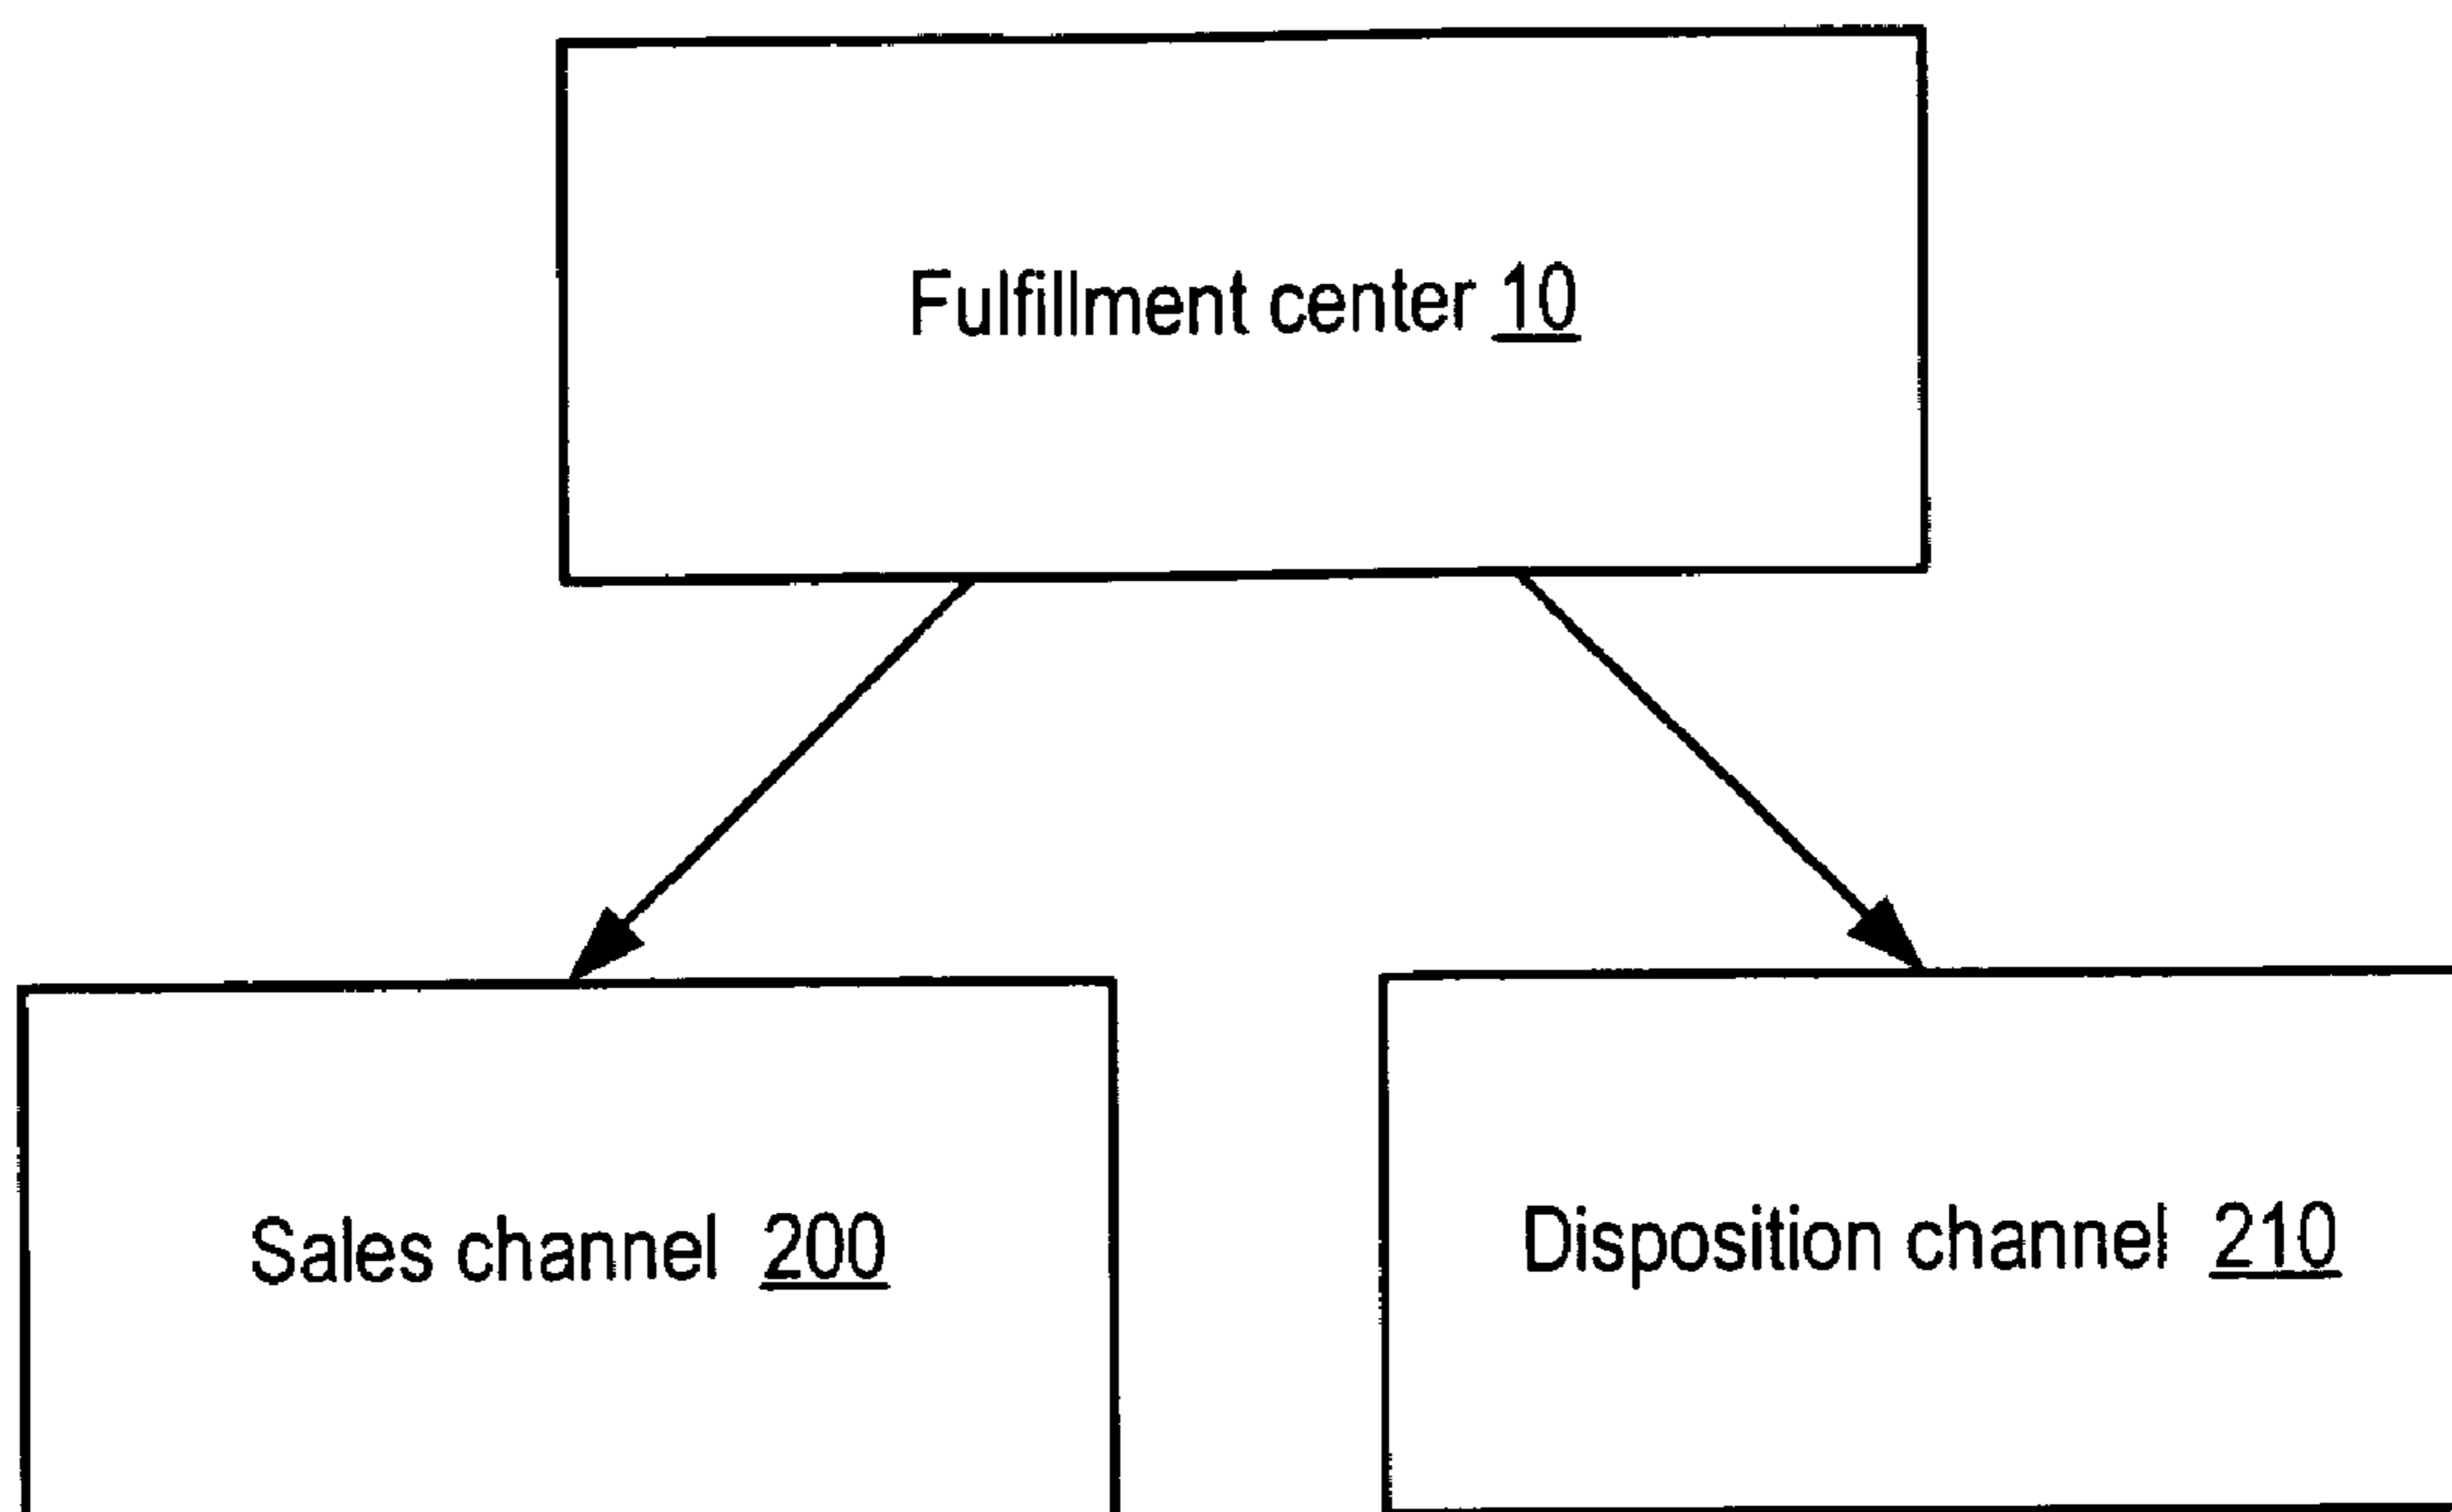 Fulfillment center 10
Sales channel 200
Disposition channel 210